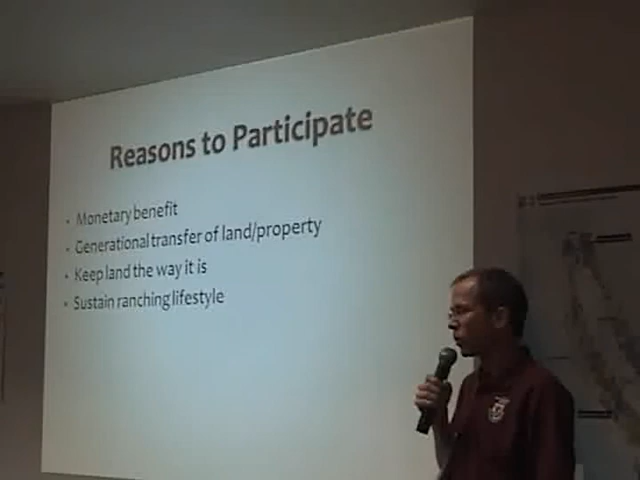 Reasons to Participate
• Monetary benefit
• Generational transfer of land/property
• Keep land the way it is
• Sustain ranching lifestyle